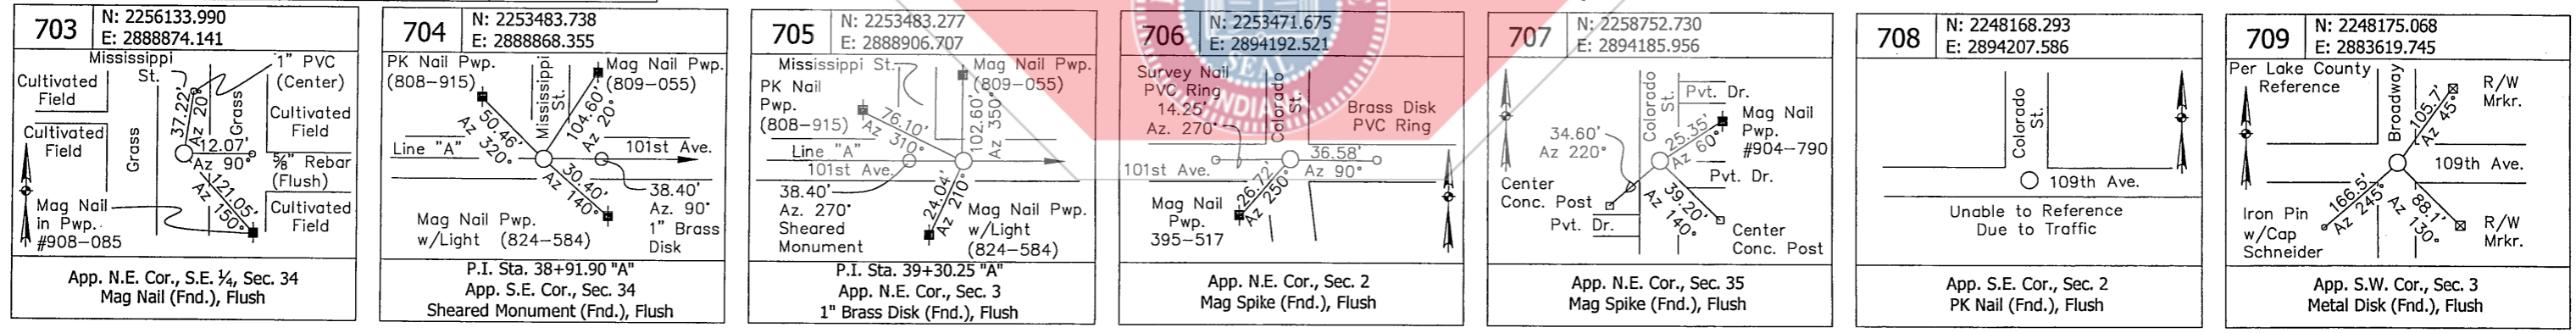 703
N: 2256133.990
E: 2888874.141
Mississippi
St.
1" PVC
(Center)
Cultivated
Field
Cultivated
Field
37.22'
Az 20°
Grass
Grass
Cultivated
Field
12.07'
Az 90°
⅝" Rebar
(Flush)
121.05'
Az 150°
Mag Nail
in Pwp.
#908-085
Cultivated
Field
App. N.E. Cor., S.E. ¼, Sec. 34
Mag Nail (Fnd.), Flush
704
N: 2253483.738
E: 2888868.355
PK Nail Pwp.
(808-915)
Mississippi
St.
Mag Nail Pwp.
(809-055)
50.46'
Az 320°
104.60'
Az 20°
Line "A"
101st Ave.
30.40'
Az 140°
38.40'
Az. 90°
1" Brass
Disk
Mag Nail Pwp.
w/Light (824-584)
P.I. Sta. 38+91.90 "A"
App. S.E. Cor., Sec. 34
Sheared Monument (Fnd.), Flush
705
N: 2253483.277
E: 2888906.707
Mississippi St.
Mag Nail Pwp.
(809-055)
PK Nail
Pwp.
(808-915)
76.10'
Az 310°
102.60'
Az 350°
Line "A"
101st Ave.
38.40'
Az. 270°
Sheared
Monument
24.04'
Az 210°
Mag Nail Pwp.
w/Light
(824-584)
P.I. Sta. 39+30.25 "A"
App. N.E. Cor., Sec. 3
1" Brass Disk (Fnd.), Flush
706
N: 2253471.675
E: 2894192.521
Survey Nail
PVC Ring
14.25'
Az. 270°
Colorado
St.
Brass Disk
PVC Ring
36.58'
Az 90°
101st Ave.
26.72'
Az 250°
Mag Nail
Pwp.
395-517
App. N.E. Cor., Sec. 2
Mag Spike (Fnd.), Flush
SEAL
INDIANA
707
N: 2258752.730
E: 2894185.956
Colorado
St.
Pvt. Dr.
Mag Nail
Pwp.
#904-790
25.35'
Az 60°
34.60'
Az 220°
Pvt. Dr.
Center
Conc. Post
Pvt. Dr.
39.20'
Az 140°
Center
Conc. Post
App. N.E. Cor., Sec. 35
Mag Spike (Fnd.), Flush
708
N: 2248168.293
E: 2894207.586
Colorado
St.
109th Ave.
Unable to Reference
Due to Traffic
App. S.E. Cor., Sec. 2
PK Nail (Fnd.), Flush
709
N: 2248175.068
E: 2883619.745
Per Lake County
Reference
Broadway
105.7'
Az 45°
R/W
Mrkr.
109th Ave.
166.5'
Az 245°
88.1'
Az 130°
Iron Pin
w/Cap
Schneider
R/W
Mrkr.
App. S.W. Cor., Sec. 3
Metal Disk (Fnd.), Flush